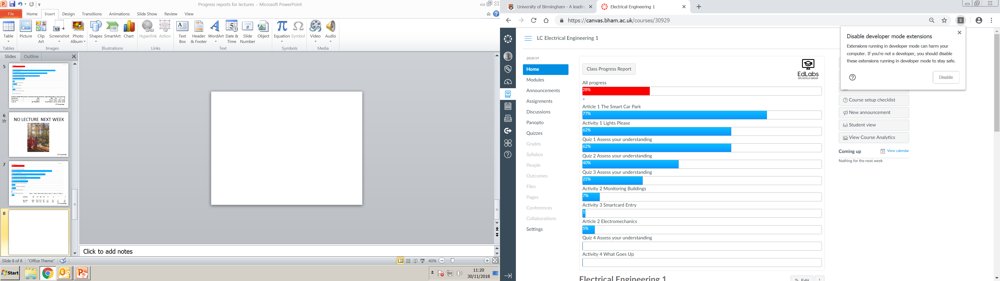 Progress reports for lectures - Microsoft PowerPoint
File Home Insert Design Transitions Animations Slide Show Review View
Table Picture Clip Art Screenshot Photo Album Shapes SmartArt Chart Hyperlink Action Text Box Header & Footer WordArt Date & Time Slide Number Object Equation Symbol Video Audio
Tables Images Illustrations Links Text Symbols Media
Slides Outline
5
6
NO LECTURE NEXT WEEK
7
8
Click to add notes
Slide 8 of 8 "Office Theme" 40%
Start
11:20
30/11/2018
University of Birmingham - A leadin
Electrical Engineering 1
https://canvas.bham.ac.uk/courses/30929
S
LC Electrical Engineering 1
2018/19
Home
Modules
Announcements
Assignments
Discussions
Panopto
Quizzes
Grades
Syllabus
People
Outcomes
Files
Pages
Conferences
Collaborations
Settings
Class Progress Report
EdLabs
EPS EDTECH GROUP
All progress
28%
+
Article 1 The Smart Car Park
77%
Activity 1 Lights Please
62%
Quiz 1 Assess your understanding
62%
Quiz 2 Assess your understanding
40%
Quiz 3 Assess your understanding
25%
Activity 2 Monitoring Buildings
7%
Activity 3 Smartcard Entry
Article 2 Electromechanics
5%
Quiz 4 Assess your understanding
Activity 4 What Goes Up
Electrical Engineering 1
Edit
Disable developer mode extensions
Extensions running in developer mode can harm your
computer. If you're not a developer, you should disable
these extensions running in developer mode to stay safe.
Disable
Course setup checklist
New announcement
Student view
View Course Analytics
Coming up
View calendar
Nothing for the next week